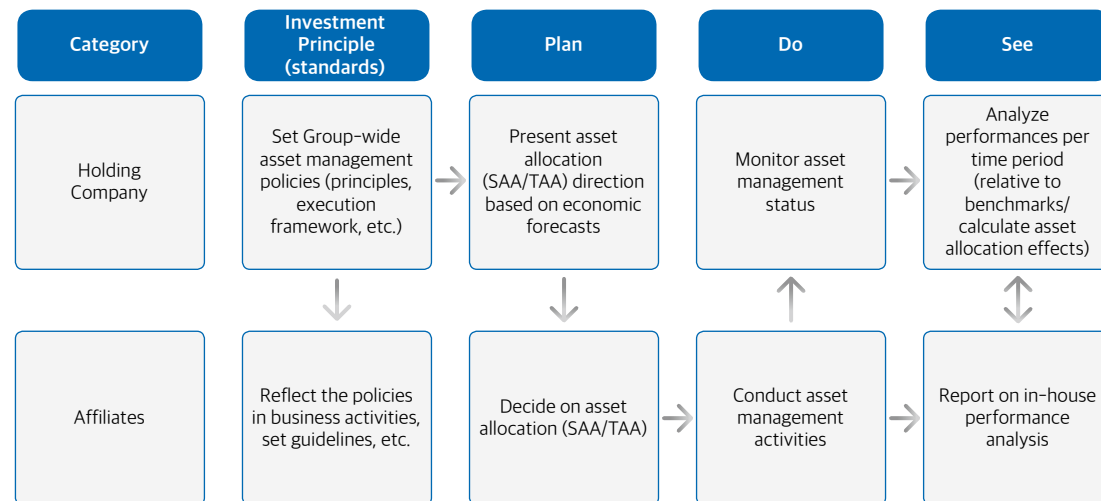 Category
Investment
Principle
(standards)
Plan
Do
See
Holding
Company
Set Group-wide
asset management
policies (principles,
execution
framework, etc.)
Present asset
allocation
(SAA/TAA) direction
based on economic
forecasts
Monitor asset
management
status
Analyze
performances per
time period
(relative to
benchmarks/
calculate asset
allocation effects)
Affiliates
Reflect the policies
in business activities,
set guidelines, etc.
Decide on asset
allocation (SAA/TAA)
Conduct asset
management
activities
Report on in-house
performance
analysis